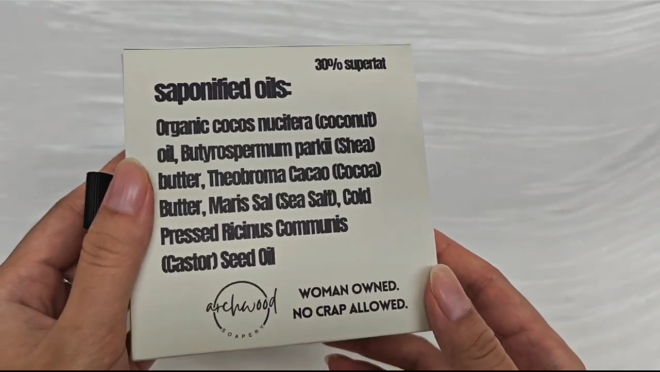 30% superfat
saponified oils:
Organic cocos nucifera (coconut)
oil, Butyrospermum parkii (Shea)
butter, Theobroma Cacao (Cocoa)
Butter, Maris Sal (Sea Salt), Cold
Pressed Ricinus Communis
(Castor) Seed Oil
archwood
SOAPERY
WOMAN OWNED.
NO CRAP ALLOWED.